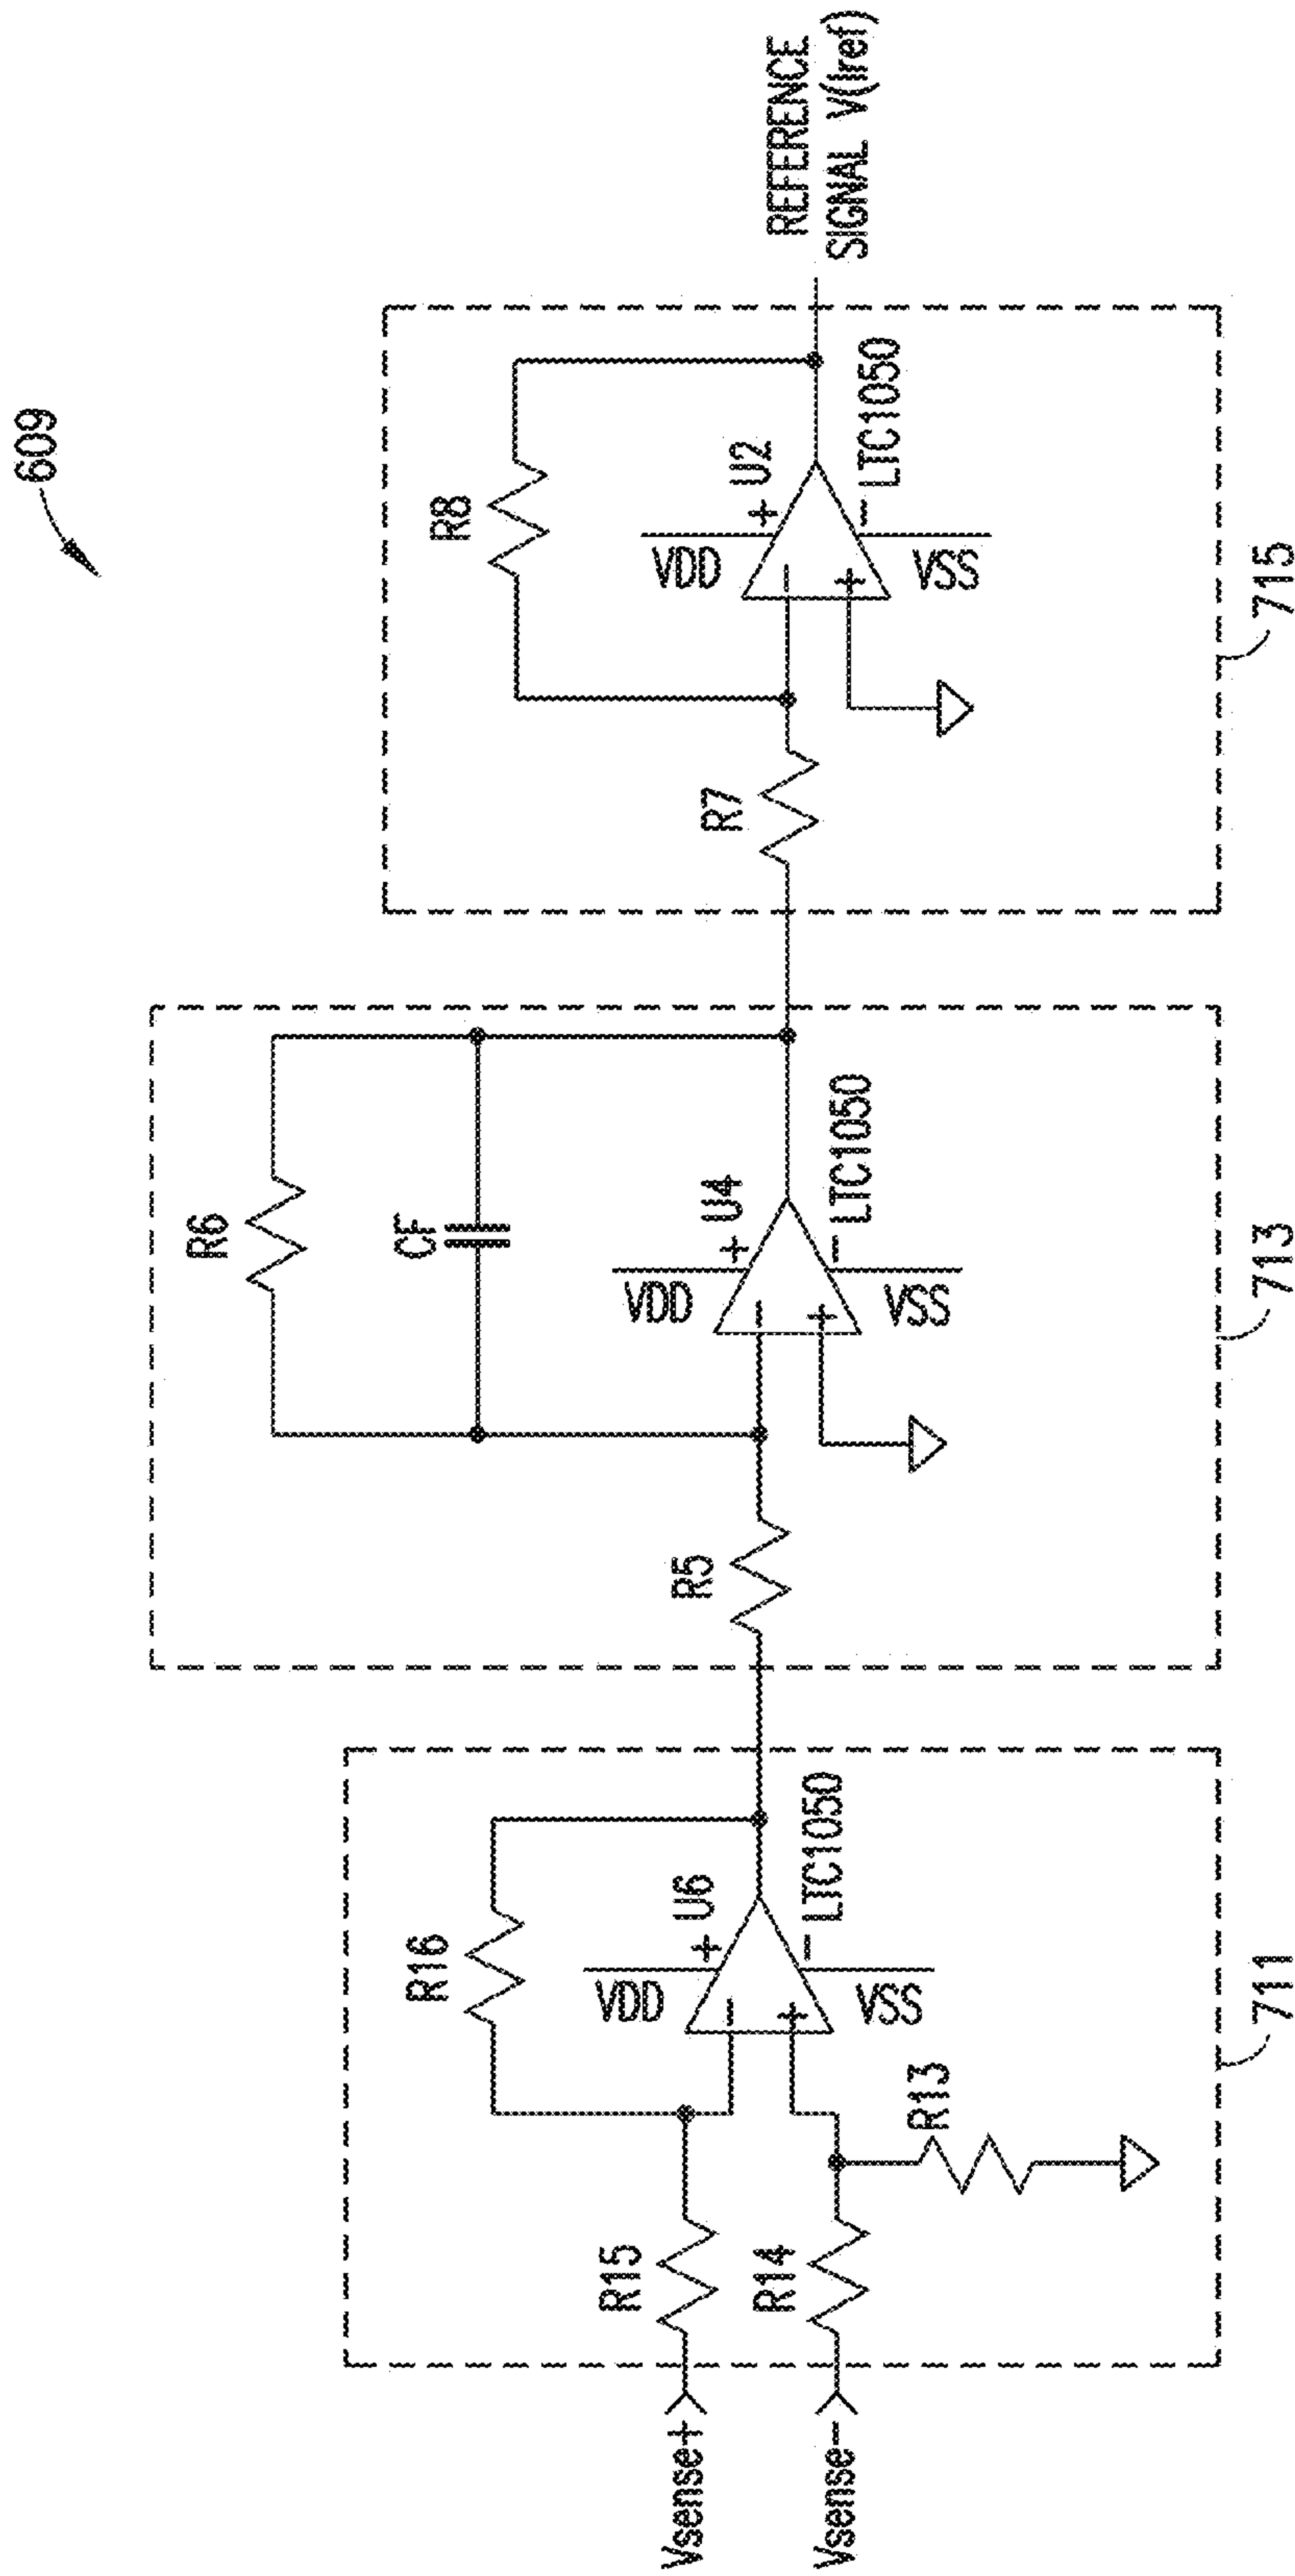 609
REFERENCE
SIGNAL V(Iref)
R8
VDD
+
U2
−
+
− LTC1050
VSS
R7
715
R6
CF
VDD
+
U4
−
+
− LTC1050
VSS
R5
713
R16
VDD
+
U6
−
+
− LTC1050
VSS
R15
R14
R13
Vsense+
Vsense−
711